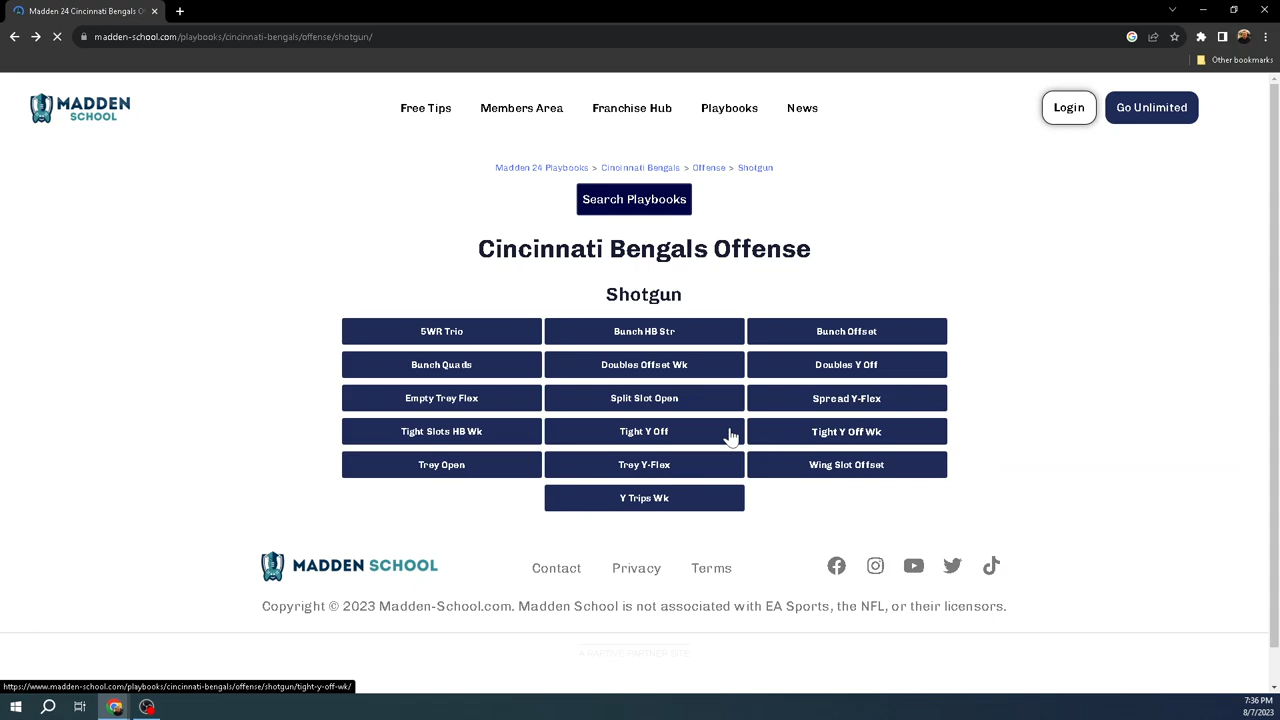 Madden 24 Playbooks: Of
madden-school.com/playbooks/cincinnati-bengals/offense/shotgun/
Other bookmarks
MADDEN SCHOOL
Free Tips
Members Area
Franchise Hub
Playbooks
News
Login
Go Unlimited
Madden 24 Playbooks > Cincinnati Bengals > Offense > Shotgun
Search Playbooks
Cincinnati Bengals Offense
Shotgun
5WR Trio
Bunch HB Str
Bunch Offset
Bunch Quads
Doubles Offset Wk
Doubles Y Off
Empty Trey Flex
Split Slot Open
Spread Y-Flex
Tight Slots HB Wk
Tight Y Off
Tight Y Off Wk
Trey Open
Trey Y-Flex
Wing Slot Offset
Y Trips Wk
MADDEN SCHOOL
Contact
Privacy
Terms
Copyright © 2023 Madden-School.com. Madden School is not associated with EA Sports, the NFL, or their licensors.
A RAPTIVE PARTNER SITE
https://www.madden-school.com/playbooks/cincinnati-bengals/offense/shotgun/tight-y-off-wk/
7:36 PM
8/7/2023